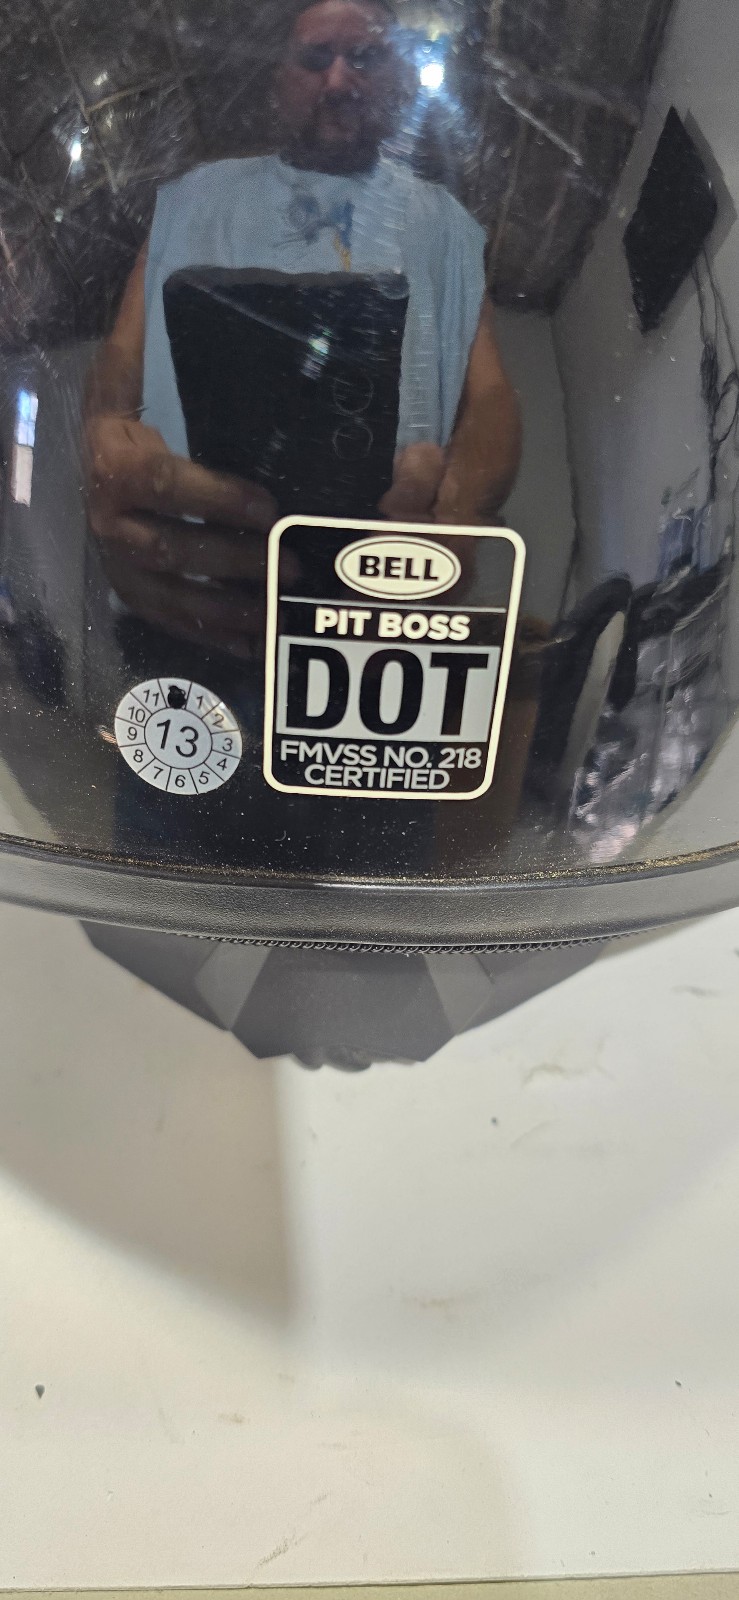 BELL
PIT BOSS
DOT
FMVSS NO. 218
CERTIFIED
11 1 2 3 4 5 6 7 8 9 10
13